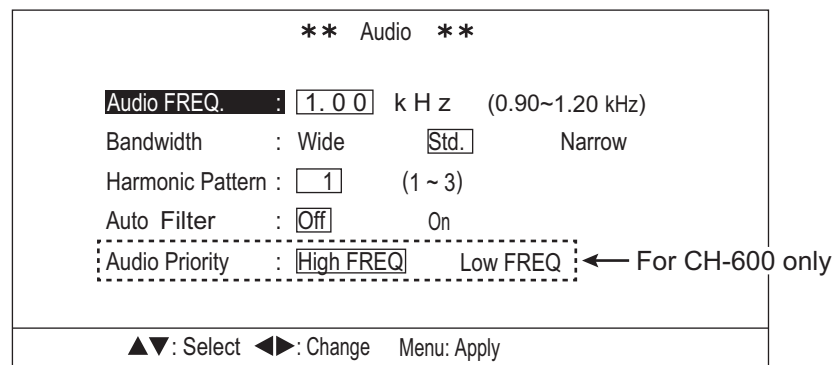 ** Audio **
Audio FREQ. : 1.00 kHz (0.90~1.20 kHz)
Bandwidth : Wide Std. Narrow
Harmonic Pattern : 1 (1 ~ 3)
Auto Filter : Off On
Audio Priority : High FREQ Low FREQ For CH-600 only
▲▼: Select ◀▶: Change Menu: Apply